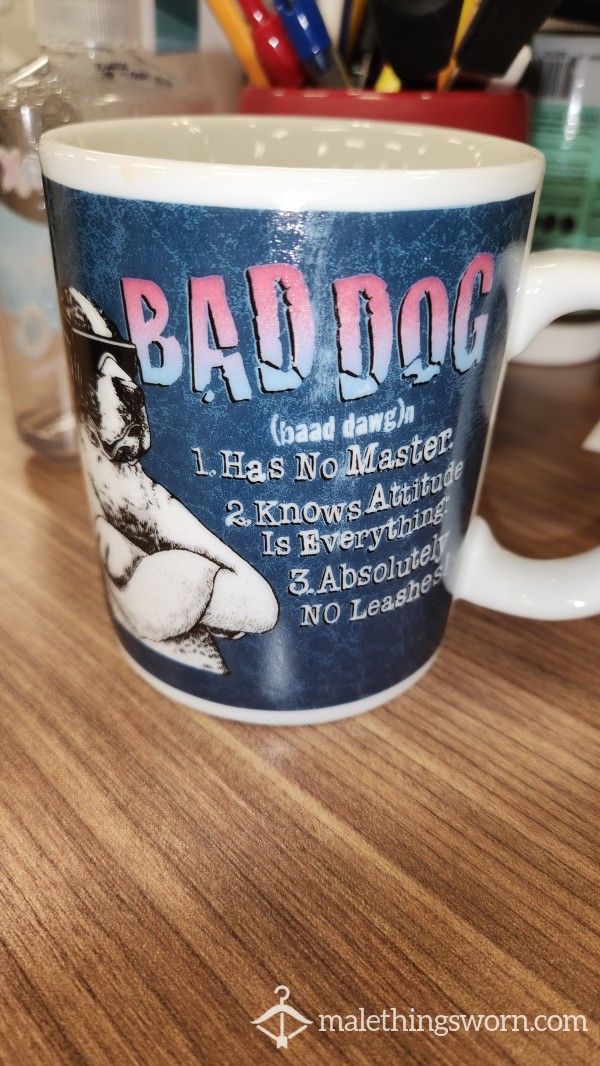 BAD DOG
(baad dawg)n
1. Has No Master.
2. Knows Attitude
Is Everything.
3. Absolutely
NO Leashes!
malethingsworn.com